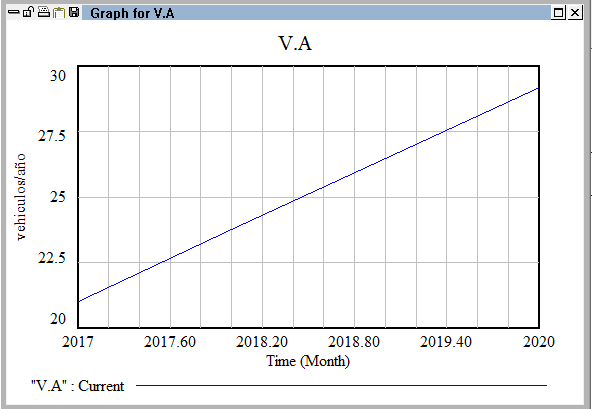 Graph for V.A
V.A
30
27.5
25
22.5
20
vehiculos/año
2017 2017.60 2018.20 2018.80 2019.40 2020
Time (Month)
"V.A" : Current